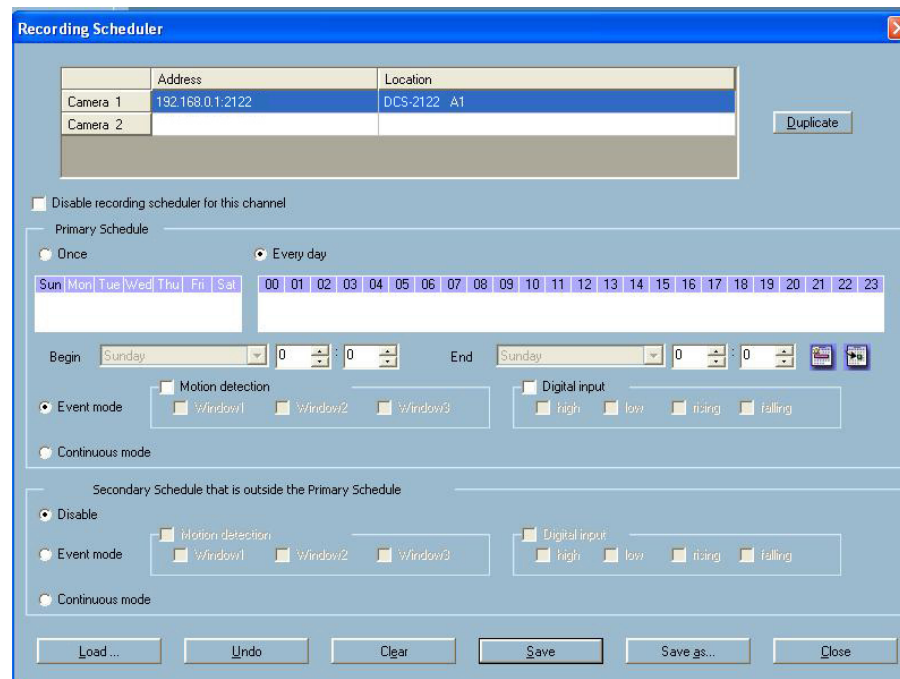 Recording Scheduler
Address Location
Camera 1 192.168.0.1:2122 DCS-2122 A1
Camera 2
Duplicate
Disable recording scheduler for this channel
Primary Schedule
Once Every day
Sun Mon Tue Wed Thu Fri Sat 00 01 02 03 04 05 06 07 08 09 10 11 12 13 14 15 16 17 18 19 20 21 22 23
Begin Sunday 0 : 0 End Sunday 0 : 0
Motion detection Digital input
Event mode Window1 Window2 Window3 high low rising falling
Continuous mode
Secondary Schedule that is outside the Primary Schedule
Disable
Motion detection Digital input
Event mode Window1 Window2 Window3 high low rising falling
Continuous mode
Load ... Undo Clear Save Save as... Close